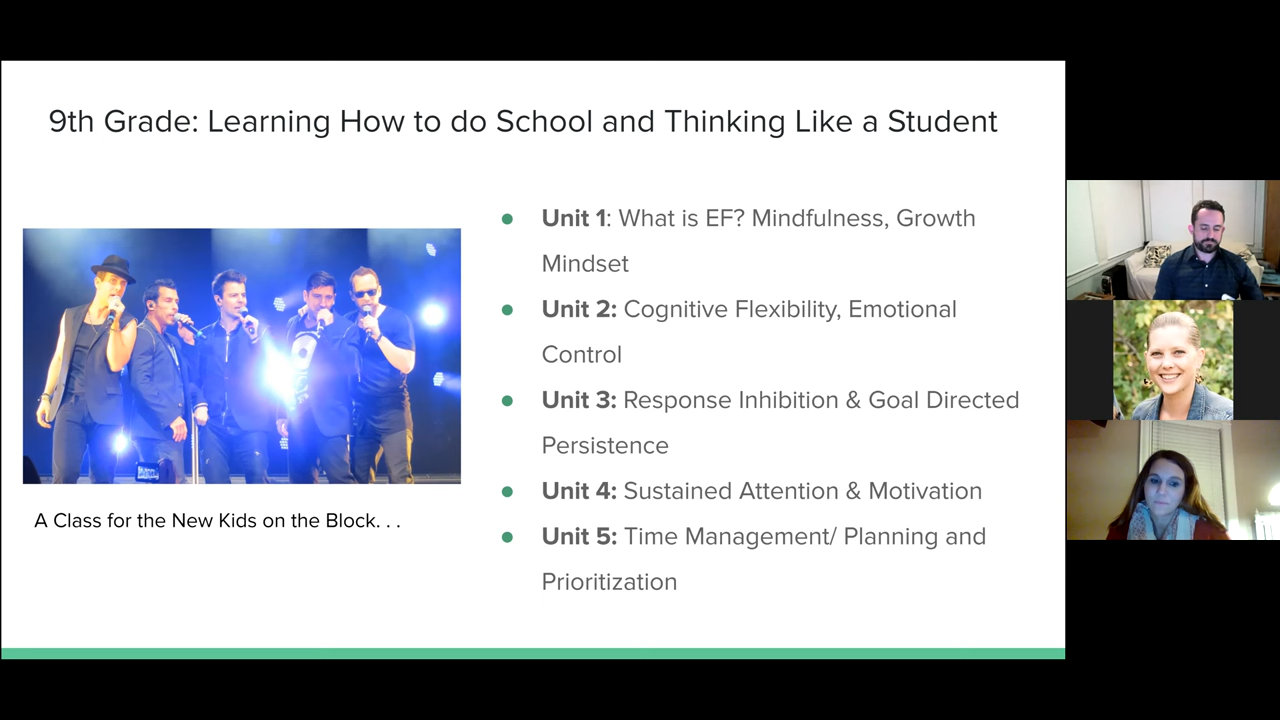 9th Grade: Learning How to do School and Thinking Like a Student
● Unit 1: What is EF? Mindfulness, Growth
Mindset
● Unit 2: Cognitive Flexibility, Emotional
Control
● Unit 3: Response Inhibition & Goal Directed
Persistence
● Unit 4: Sustained Attention & Motivation
● Unit 5: Time Management/ Planning and
Prioritization
A Class for the New Kids on the Block. . .